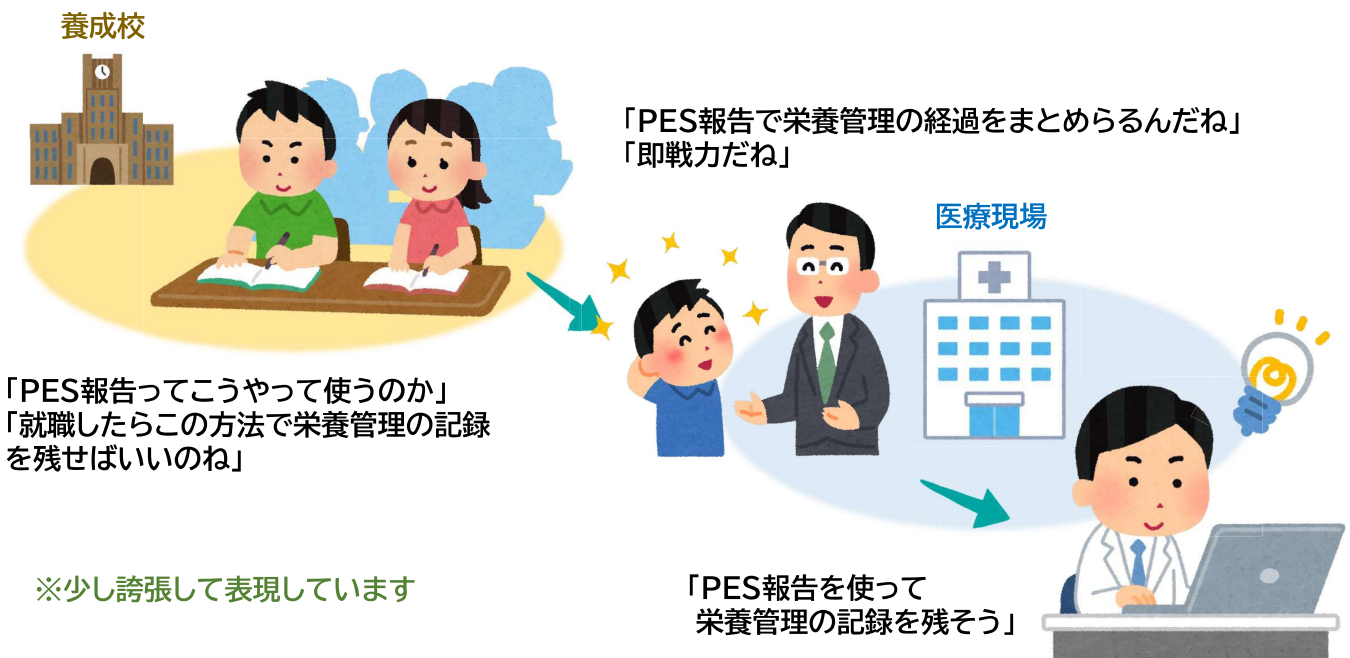 養成校
「PES報告で栄養管理の経過をまとめらるんだね」
「即戦力だね」
医療現場
「PES報告ってこうやって使うのか」
「就職したらこの方法で栄養管理の記録
を残せばいいのね」
※少し誇張して表現しています
「PES報告を使って
栄養管理の記録を残そう」